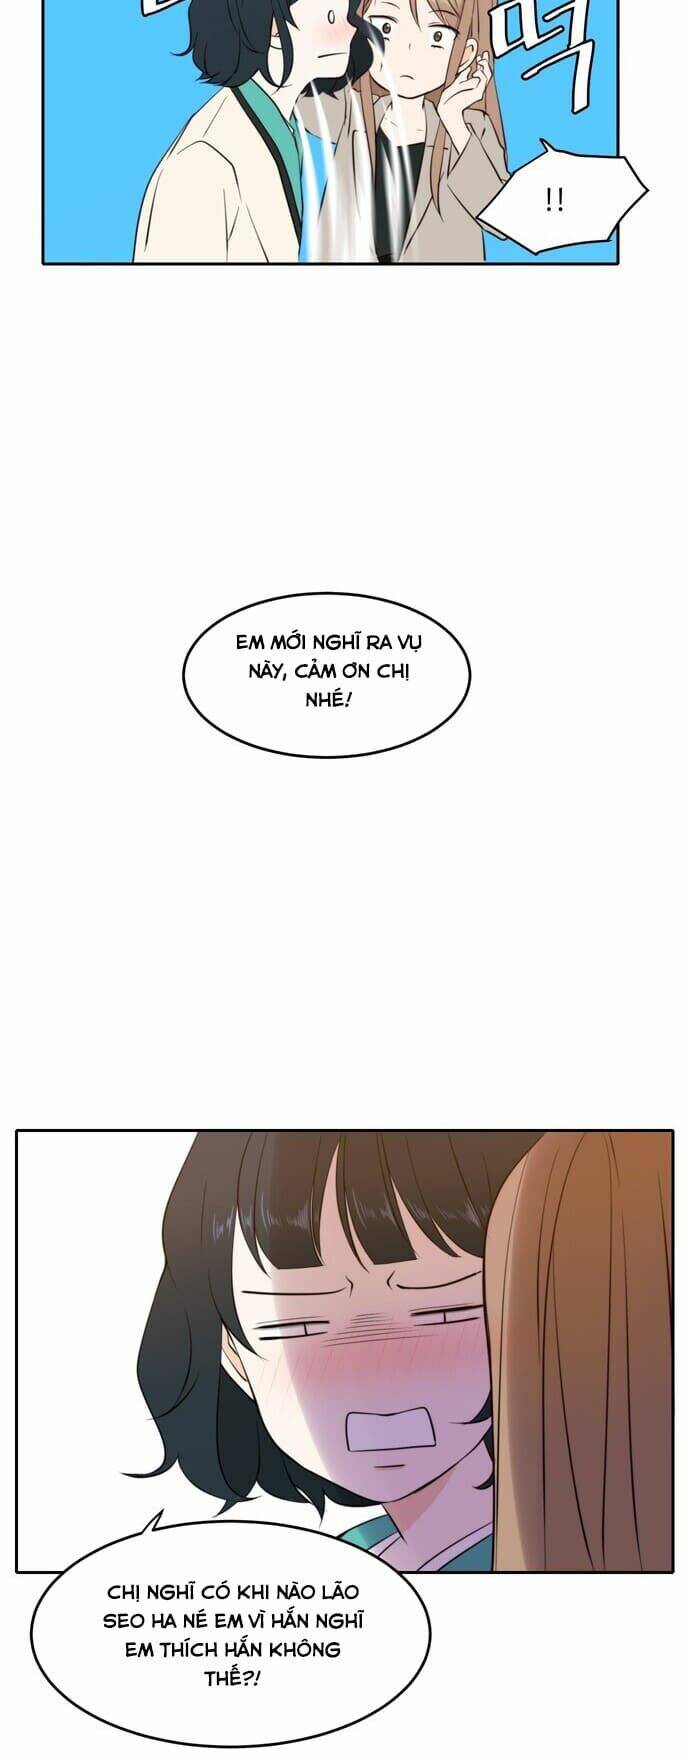 !!
EM MỚI NGHĨ RA VỤ
NÀY, CẢM ƠN CHỊ
NHÉ!
CHỊ NGHĨ CÓ KHI NÀO LÃO
SEO HA NÉ EM VÌ HẮN NGHĨ
EM THÍCH HẮN KHÔNG
THẾ?!